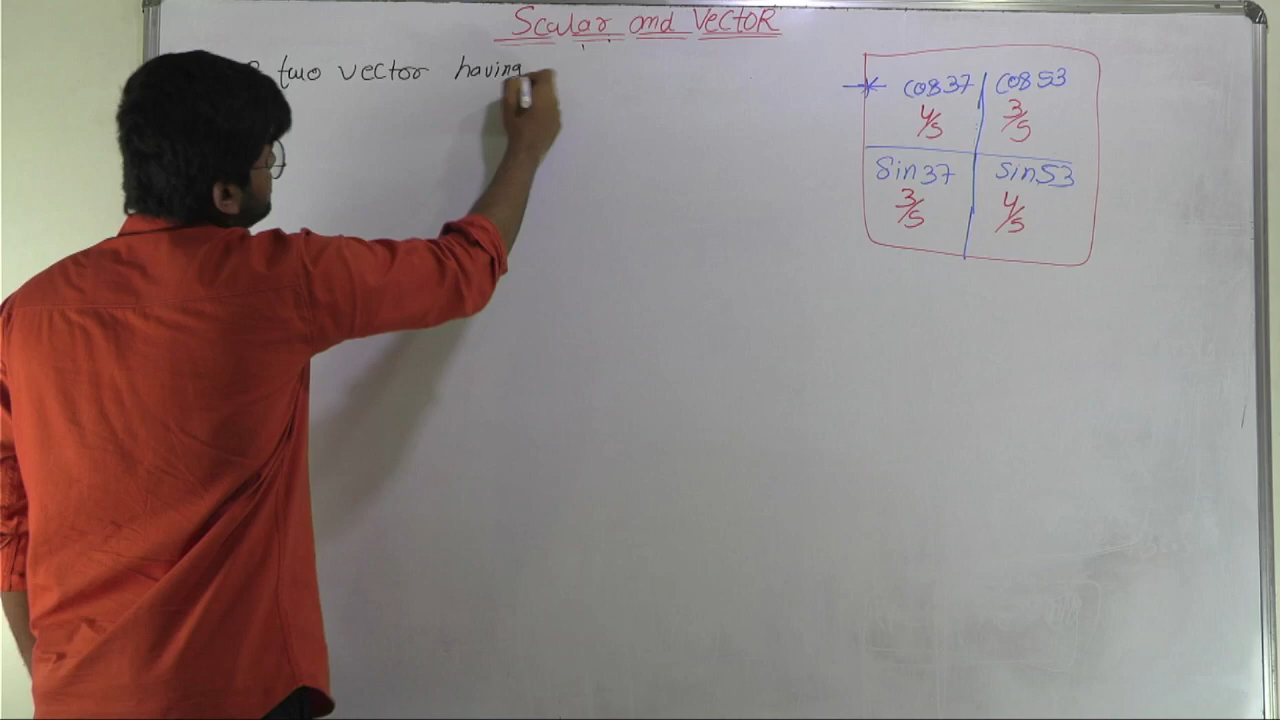 Scalar and VectoR
two vector having
cos37 cos53
4/5 3/5
sin37 sin53
3/5 4/5